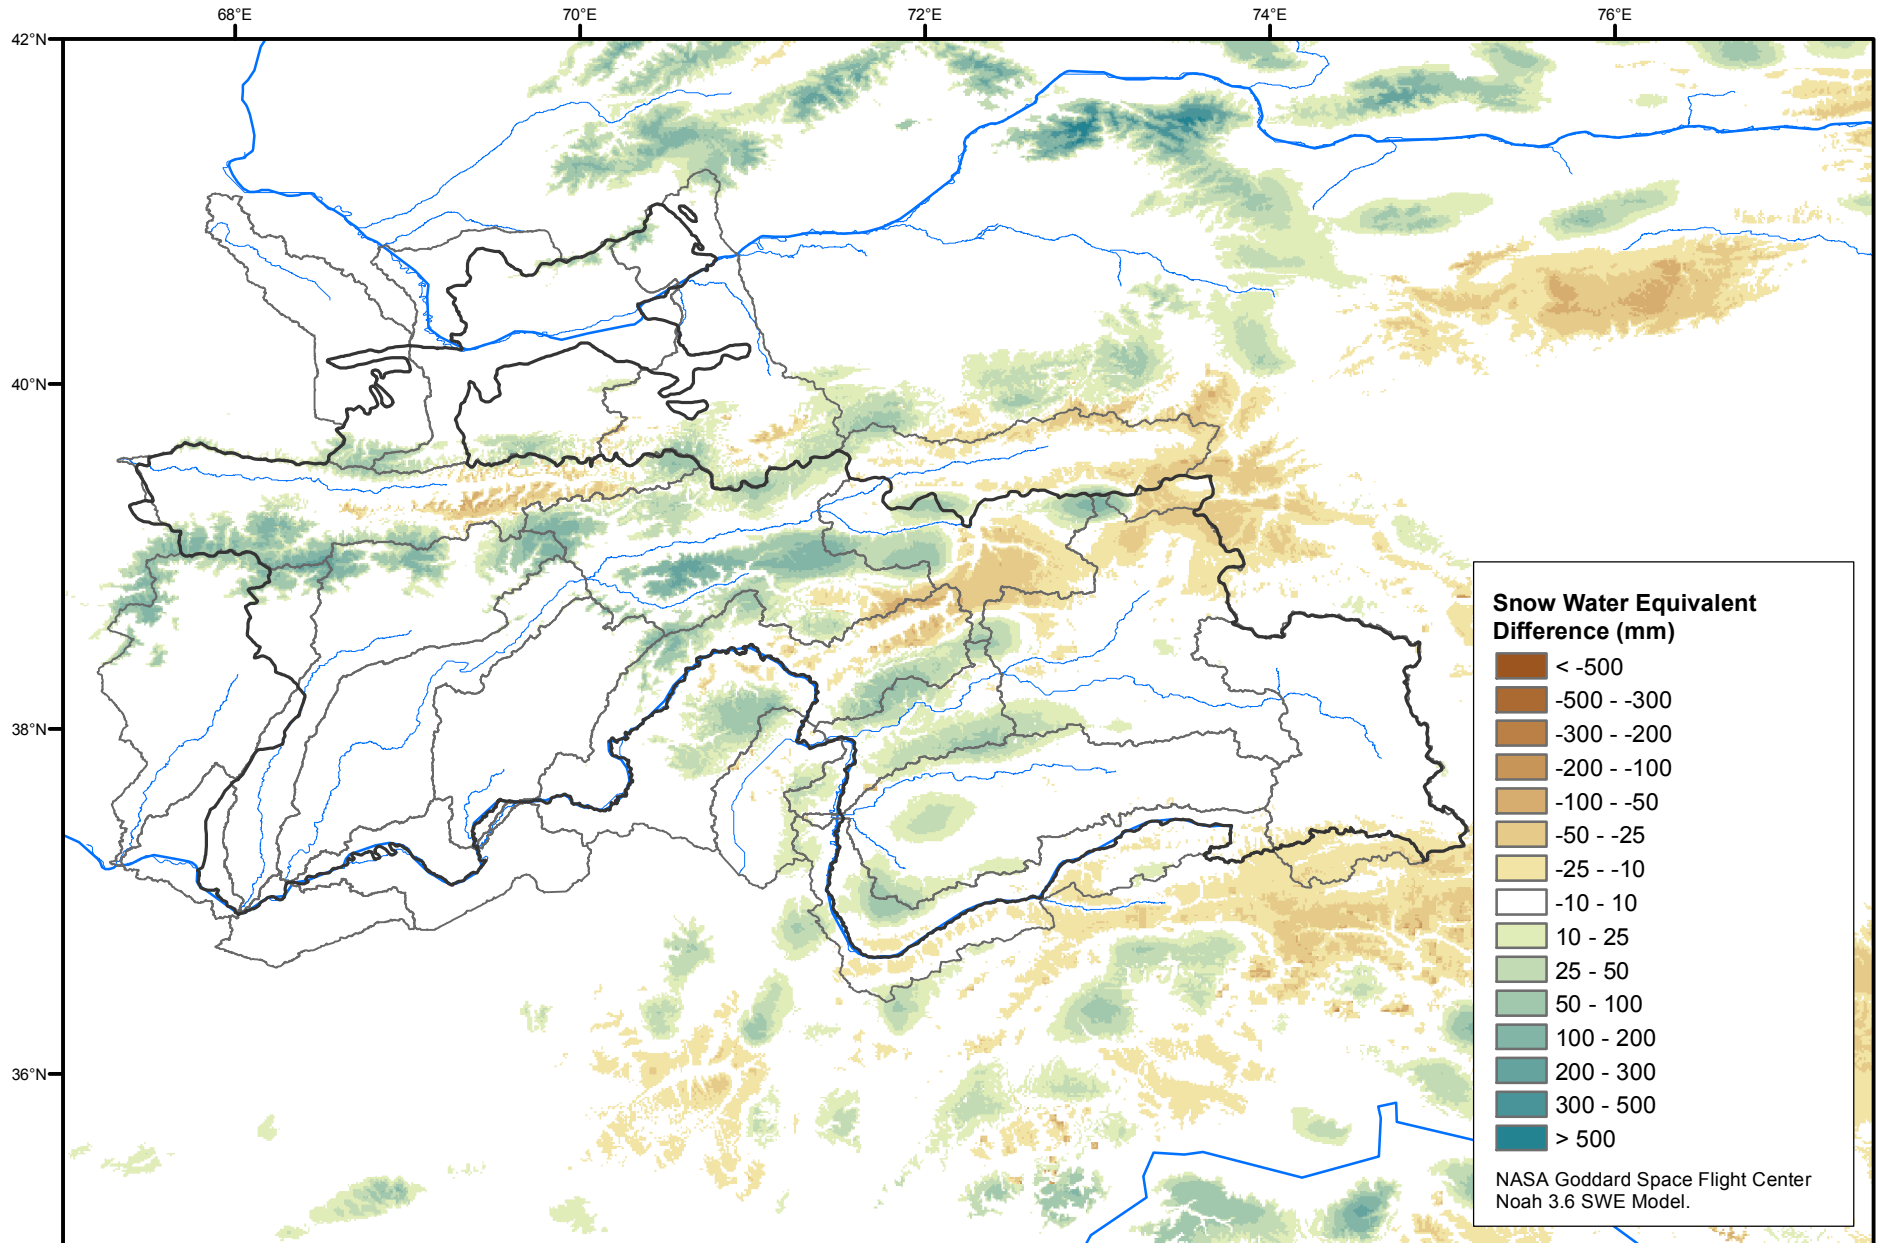 68°E
70°E
72°E
74°E
76°E
42°N
40°N
38°N
36°N
Snow Water Equivalent
Difference (mm)
< -500
-500 - -300
-300 - -200
-200 - -100
-100 - -50
-50 - -25
-25 - -10
-10 - 10
10 - 25
25 - 50
50 - 100
100 - 200
200 - 300
300 - 500
> 500
NASA Goddard Space Flight Center
Noah 3.6 SWE Model.